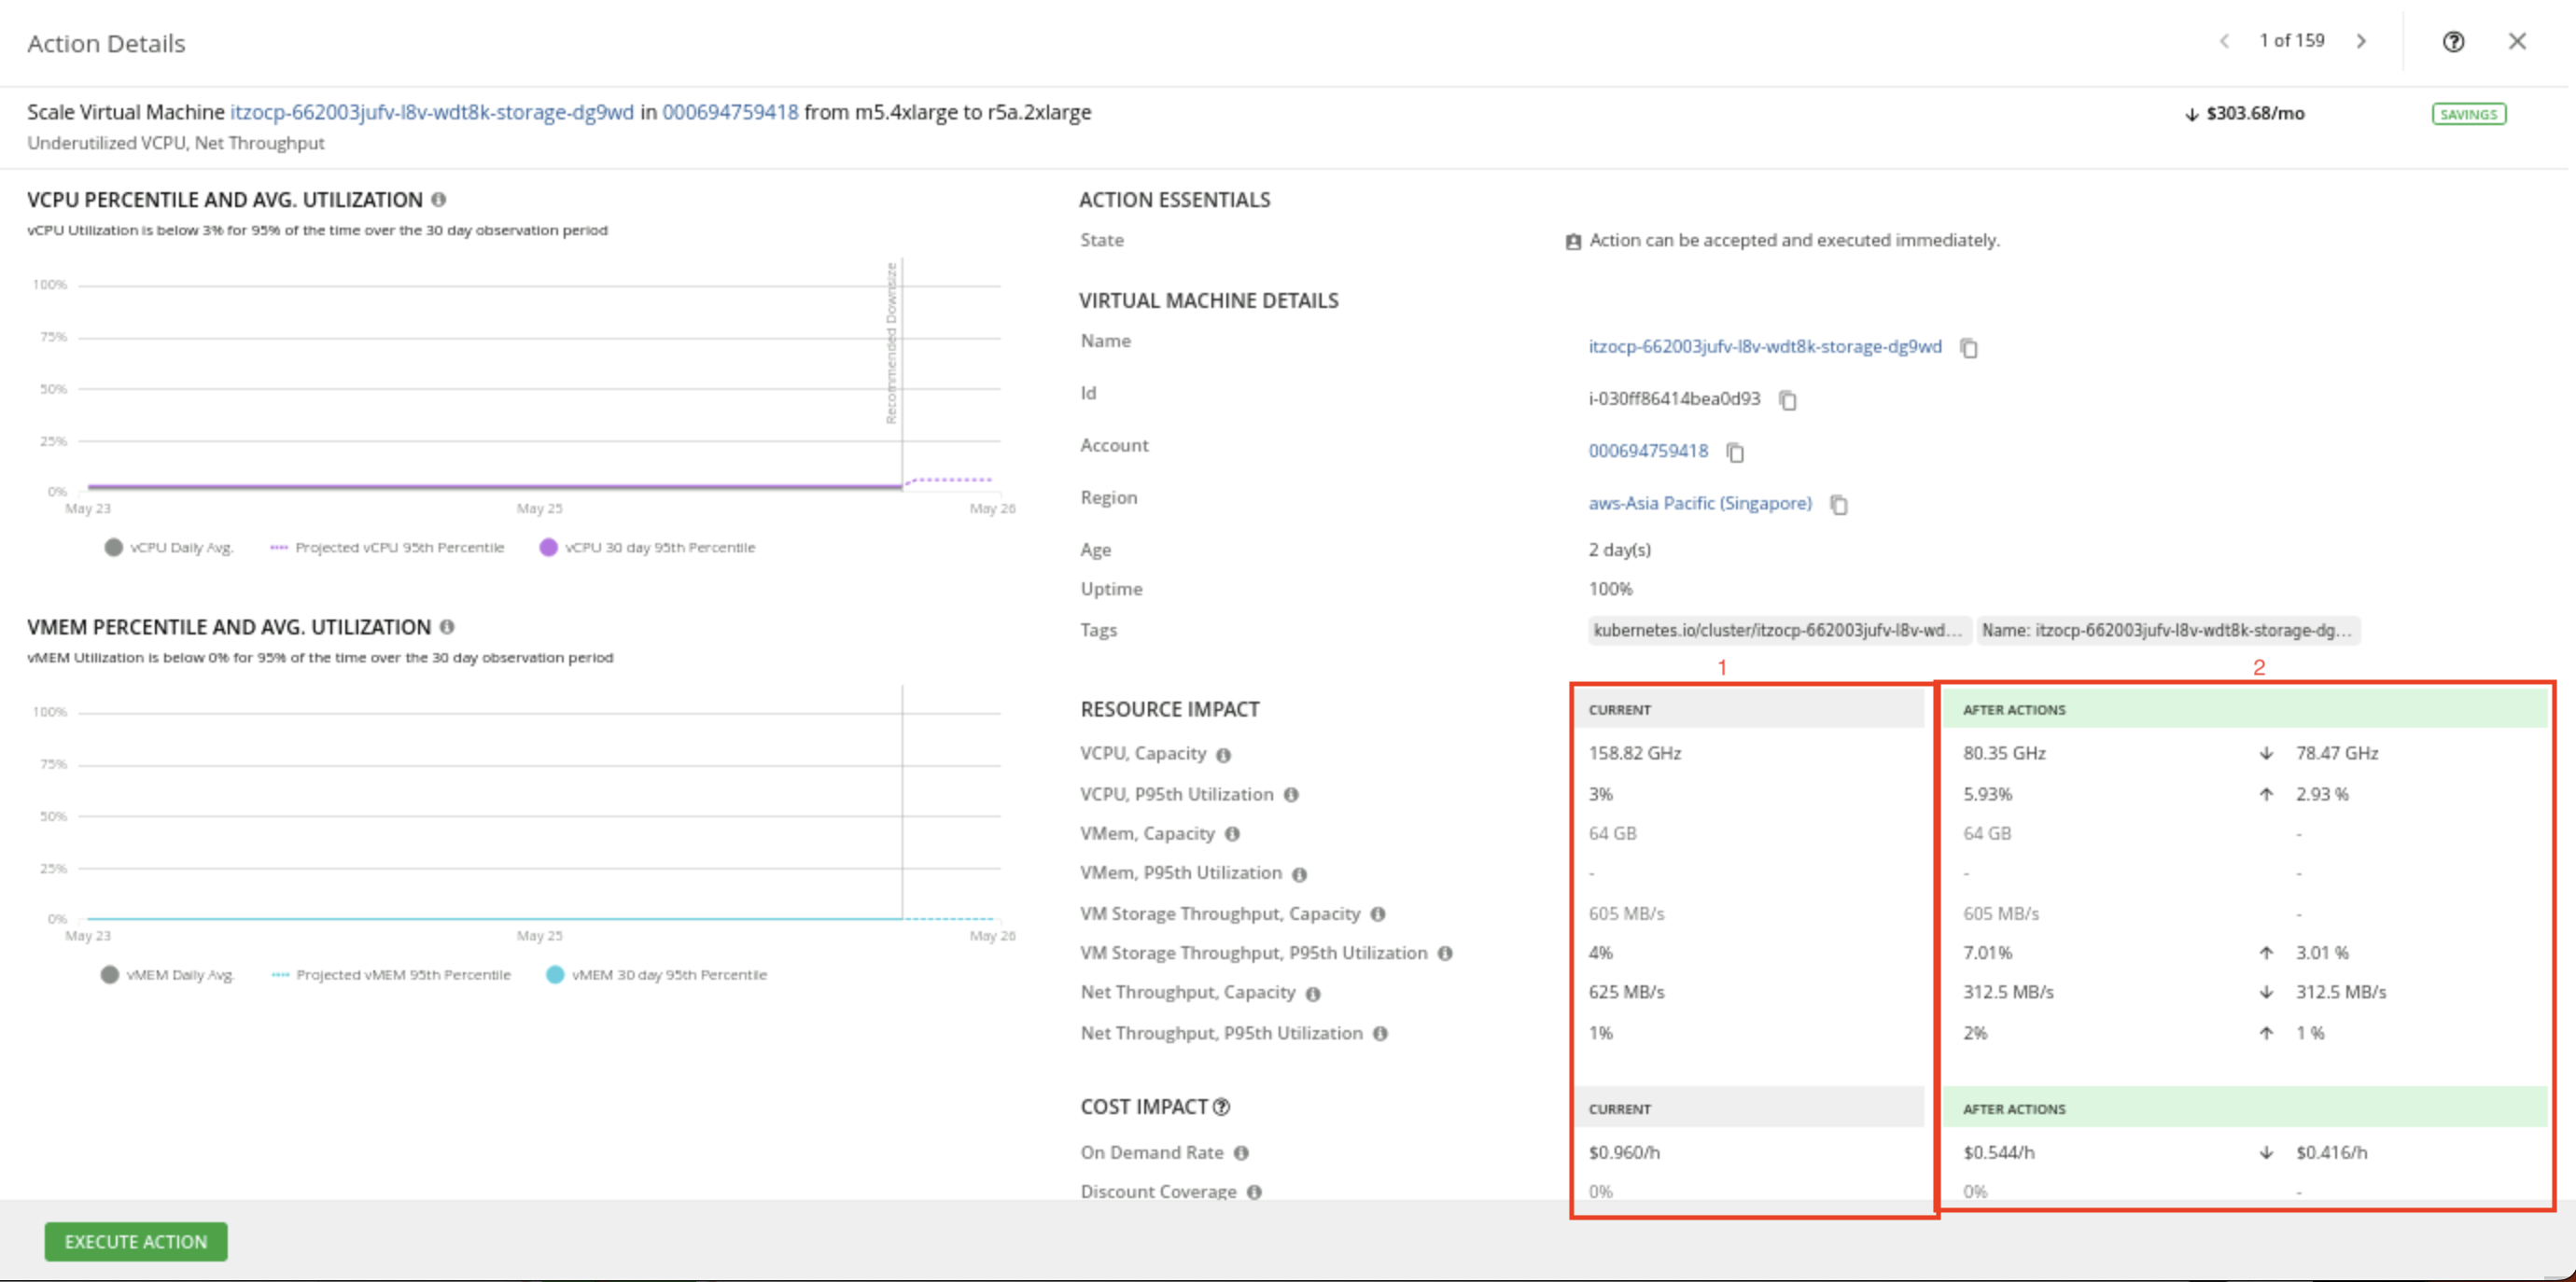 Action Details
1 of 159
Scale Virtual Machine itzocp-662003jufv-l8v-wdt8k-storage-dg9wd in 000694759418 from m5.4xlarge to r5a.2xlarge
↓ $303.68/mo
SAVINGS
Underutilized VCPU, Net Throughput
VCPU PERCENTILE AND AVG. UTILIZATION
vCPU Utilization is below 3% for 95% of the time over the 30 day observation period
Recommended Downsize
100%
75%
50%
25%
0%
May 23 May 25 May 26
vCPU Daily Avg. Projected vCPU 95th Percentile vCPU 30 day 95th Percentile
VMEM PERCENTILE AND AVG. UTILIZATION
vMEM Utilization is below 0% for 95% of the time over the 30 day observation period
100%
75%
50%
25%
0%
May 23 May 25 May 26
vMEM Daily Avg. Projected vMEM 95th Percentile vMEM 30 day 95th Percentile
ACTION ESSENTIALS
State Action can be accepted and executed immediately.
VIRTUAL MACHINE DETAILS
Name itzocp-662003jufv-l8v-wdt8k-storage-dg9wd
Id i-030ff86414bea0d93
Account 000694759418
Region aws-Asia Pacific (Singapore)
Age 2 day(s)
Uptime 100%
Tags kubernetes.io/cluster/itzocp-662003jufv-l8v-wd... Name: itzocp-662003jufv-l8v-wdt8k-storage-dg...
1 2
RESOURCE IMPACT CURRENT AFTER ACTIONS
VCPU, Capacity 158.82 GHz 80.35 GHz ↓ 78.47 GHz
VCPU, P95th Utilization 3% 5.93% ↑ 2.93 %
VMem, Capacity 64 GB 64 GB -
VMem, P95th Utilization - - -
VM Storage Throughput, Capacity 605 MB/s 605 MB/s -
VM Storage Throughput, P95th Utilization 4% 7.01% ↑ 3.01 %
Net Throughput, Capacity 625 MB/s 312.5 MB/s ↓ 312.5 MB/s
Net Throughput, P95th Utilization 1% 2% ↑ 1 %
COST IMPACT CURRENT AFTER ACTIONS
On Demand Rate $0.960/h $0.544/h ↓ $0.416/h
Discount Coverage 0% 0% -
EXECUTE ACTION